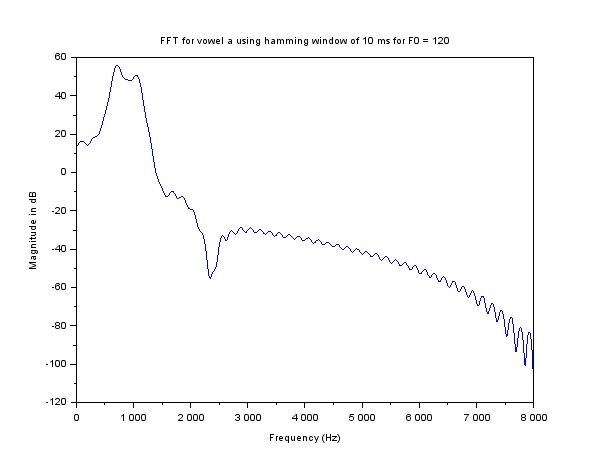 FFT for vowel a using hamming window of 10 ms for F0 = 120
60
40
20
0
-20
-40
-60
-80
-100
-120
Magnitude in dB
0 1 000 2 000 3 000 4 000 5 000 6 000 7 000 8 000
Frequency (Hz)